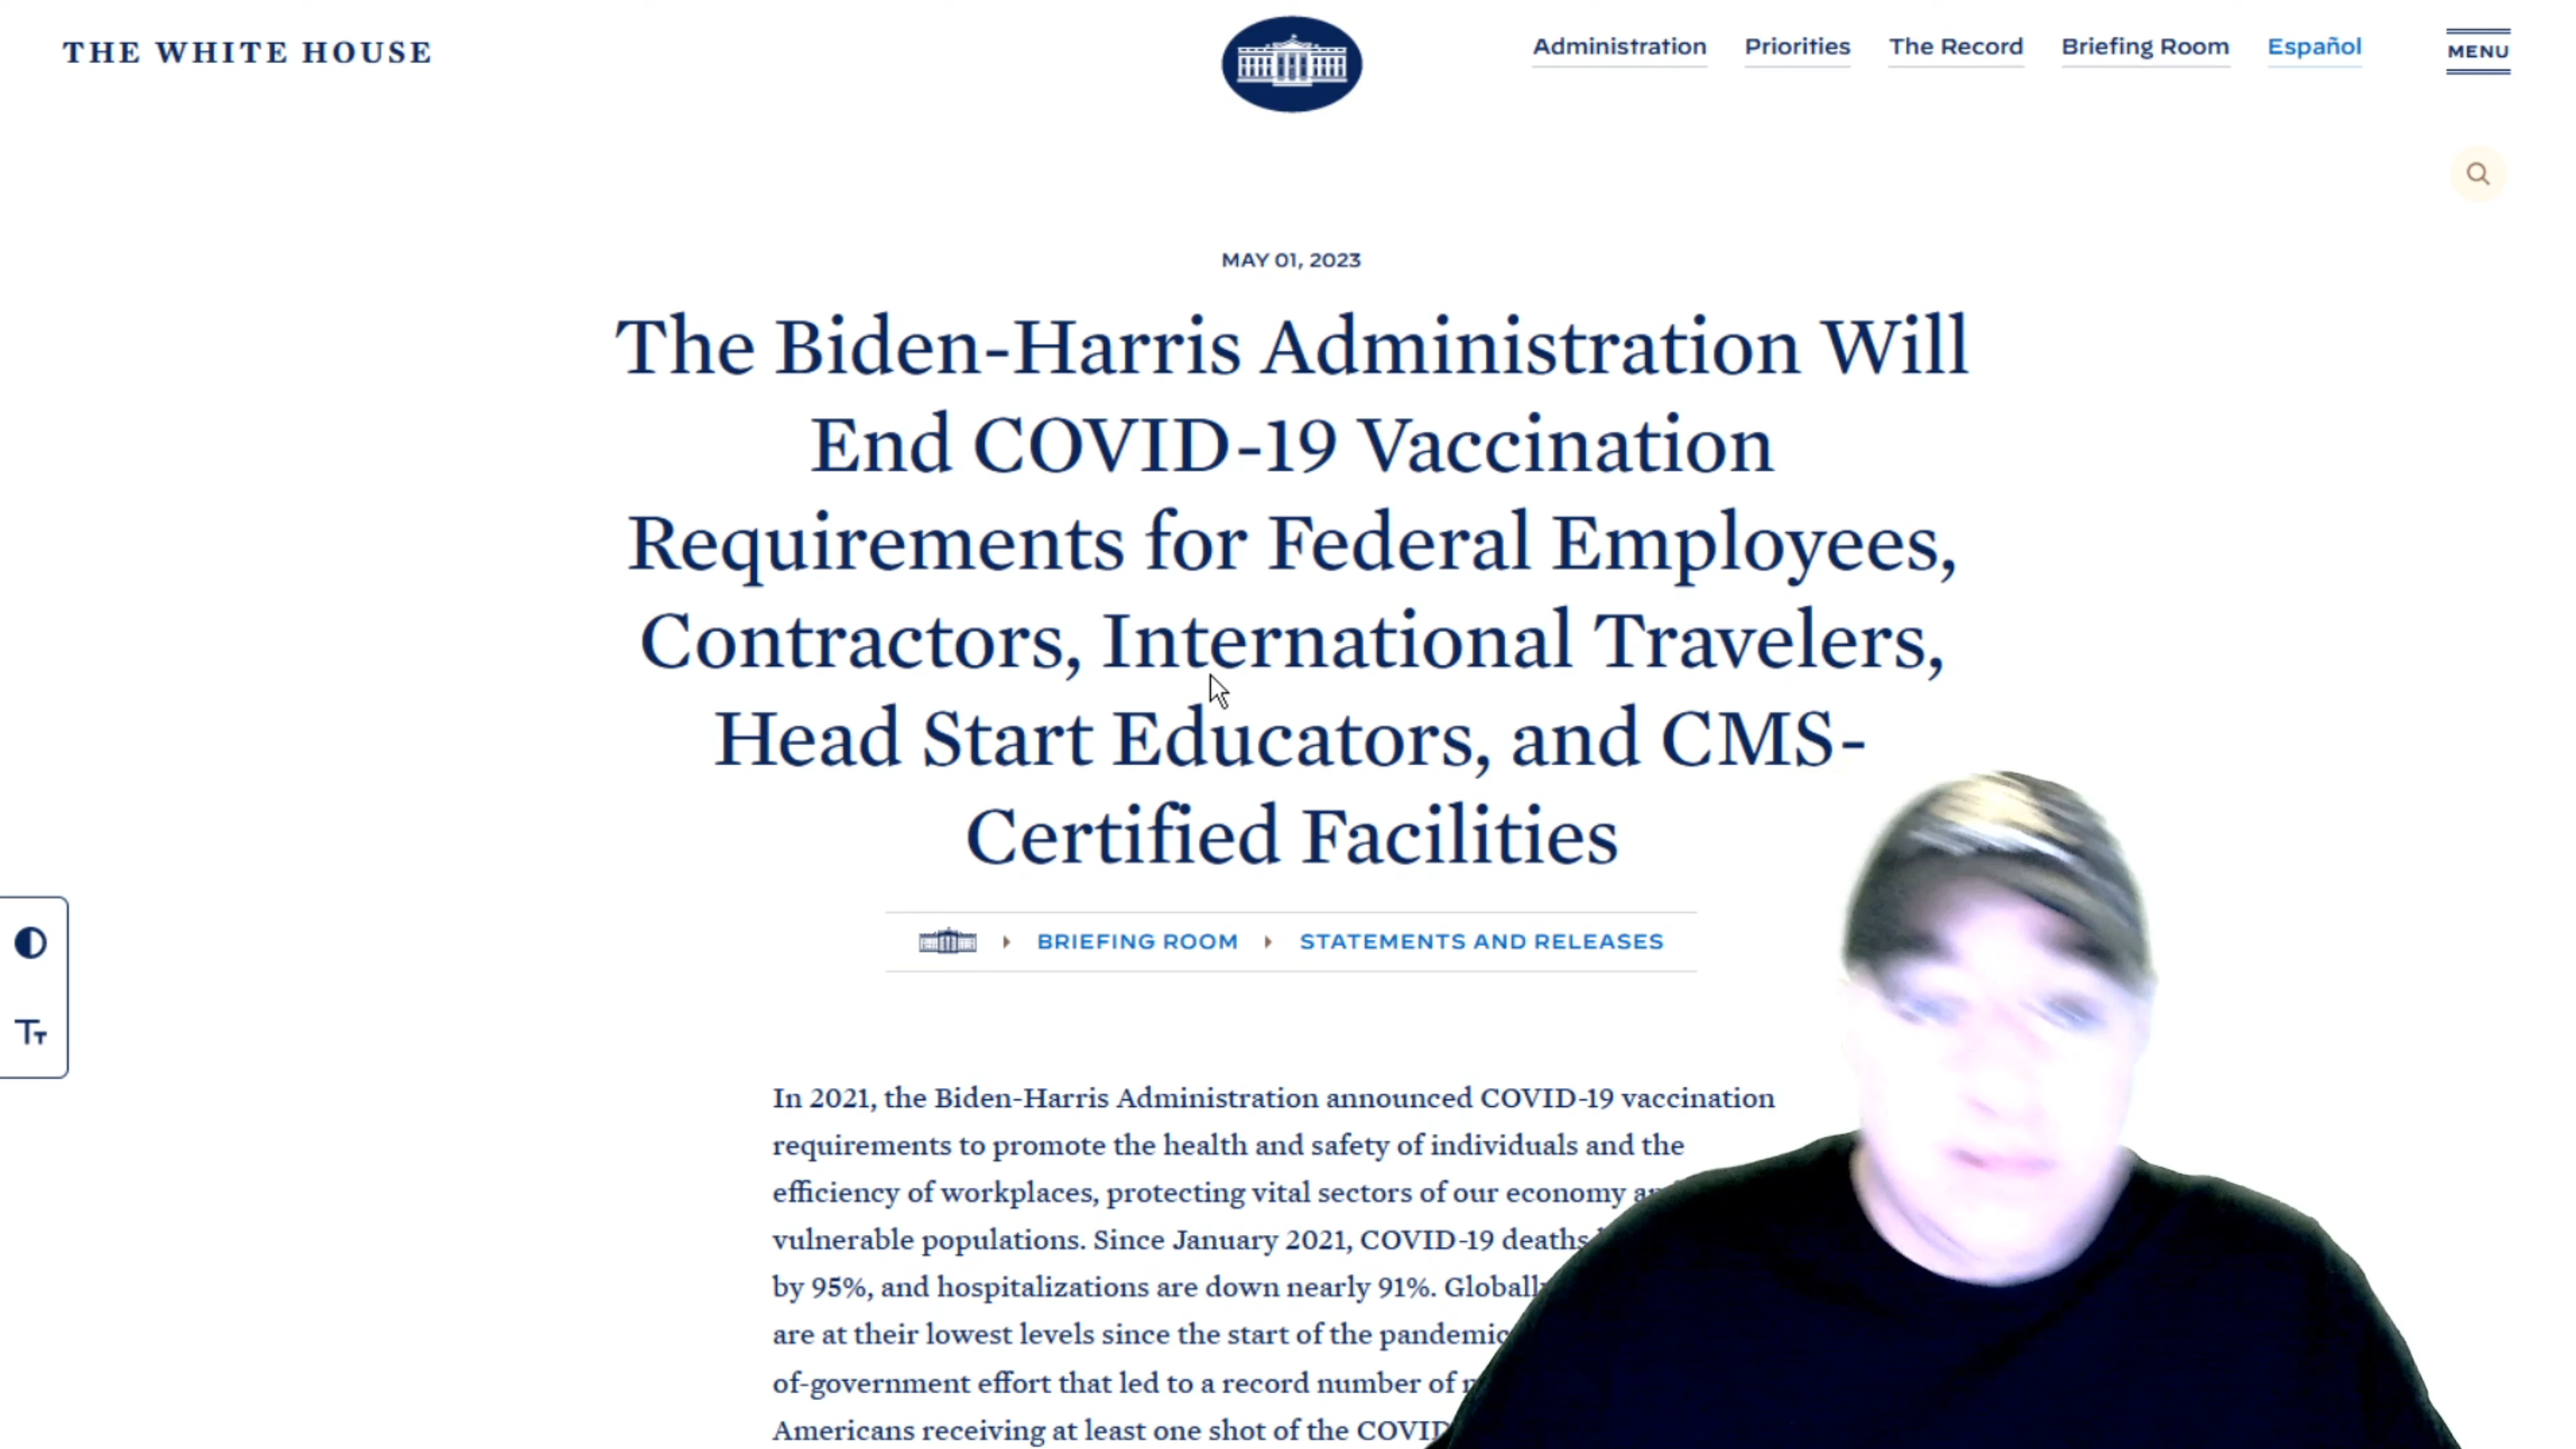 THE WHITE HOUSE
Administration Priorities The Record Briefing Room Español MENU
MAY 01, 2023
The Biden-Harris Administration Will
End COVID-19 Vaccination
Requirements for Federal Employees,
Contractors, International Travelers,
Head Start Educators, and CMS-
Certified Facilities
BRIEFING ROOM STATEMENTS AND RELEASES
TT
In 2021, the Biden-Harris Administration announced COVID-19 vaccination
requirements to promote the health and safety of individuals and the
efficiency of workplaces, protecting vital sectors of our economy
vulnerable populations. Since January 2021, COVID-19 deaths
by 95%, and hospitalizations are down nearly 91%. Globally
are at their lowest levels since the start of the pandemic
of-government effort that led to a record number of
Americans receiving at least one shot of the COVID